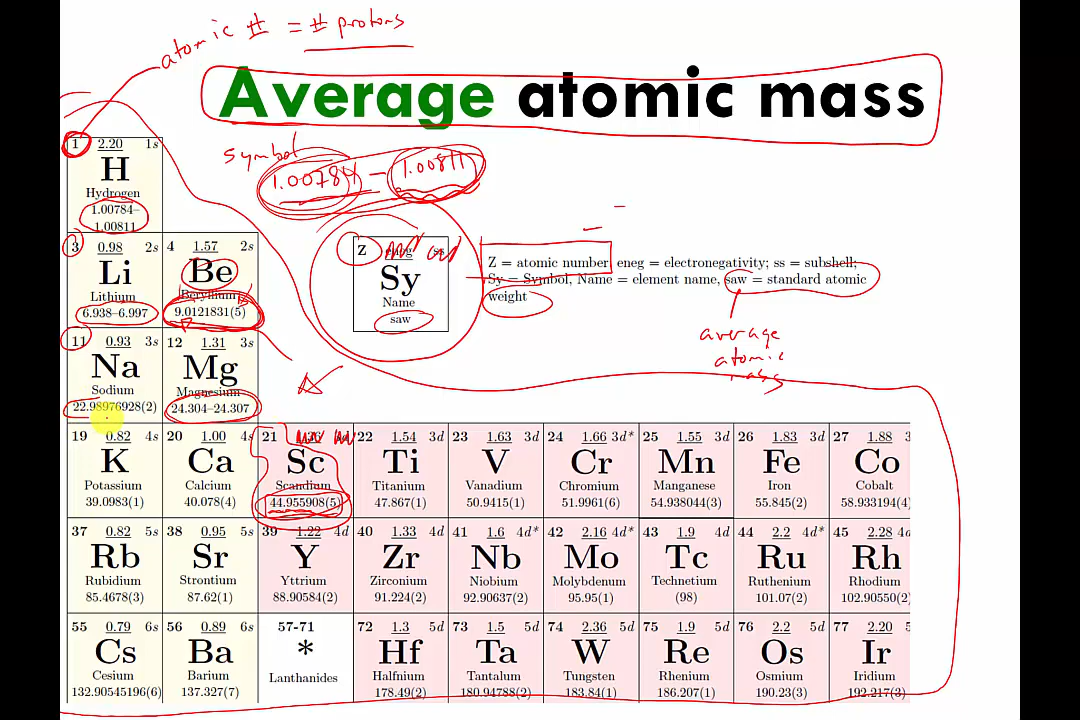 atomic # = # protons
Average atomic mass
symbol
1.00784 – 1.00811
1 2.20 1s
H
Hydrogen
1.00784–
1.00811
3 0.98 2s 4 1.57 2s
Li Be
Lithium Beryllium
6.938–6.997 9.0121831(5)
Z eneg ss
Sy
Name
saw
Z = atomic number; eneg = electronegativity; ss = subshell;
Sy = Symbol, Name = element name, saw = standard atomic
weight
average
atomic
mass
11 0.93 3s 12 1.31 3s
Na Mg
Sodium Magnesium
22.98976928(2) 24.304–24.307
19 0.82 4s 20 1.00 4s 21 22 1.54 3d 23 1.63 3d 24 1.66 3d* 25 1.55 3d 26 1.83 3d 27 1.88
K Ca Sc Ti V Cr Mn Fe Co
Potassium Calcium Scandium Titanium Vanadium Chromium Manganese Iron Cobalt
39.0983(1) 40.078(4) 44.955908(5) 47.867(1) 50.9415(1) 51.9961(6) 54.938044(3) 55.845(2) 58.933194(4)
37 0.82 5s 38 0.95 5s 39 1.22 4d 40 1.33 4d 41 1.6 4d* 42 2.16 4d* 43 1.9 4d 44 2.2 4d* 45 2.28 4d
Rb Sr Y Zr Nb Mo Tc Ru Rh
Rubidium Strontium Yttrium Zirconium Niobium Molybdenum Technetium Ruthenium Rhodium
85.4678(3) 87.62(1) 88.90584(2) 91.224(2) 92.90637(2) 95.95(1) (98) 101.07(2) 102.90550(2)
55 0.79 6s 56 0.89 6s 57-71 72 1.3 5d 73 1.5 5d 74 2.36 5d 75 1.9 5d 76 2.2 5d 77 2.20
Cs Ba * Hf Ta W Re Os Ir
Cesium Barium Lanthanides Halfnium Tantalum Tungsten Rhenium Osmium Iridium
132.90545196(6) 137.327(7) 178.49(2) 180.94788(2) 183.84(1) 186.207(1) 190.23(3) 192.217(3)